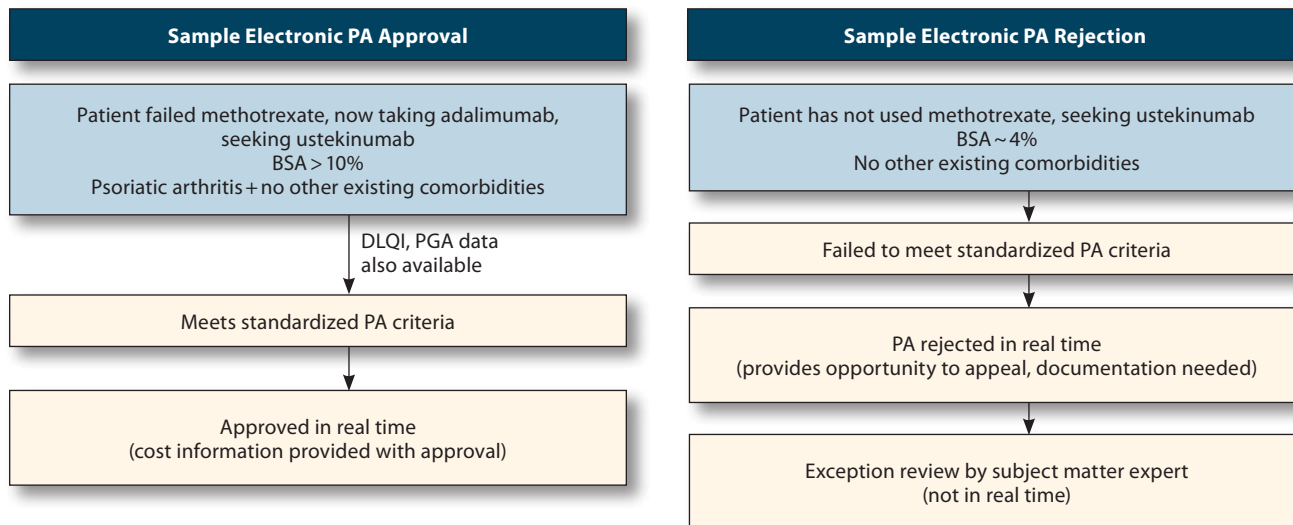 Sample Electronic PA Approval
Patient failed methotrexate, now taking adalimumab,
seeking ustekinumab
BSA > 10%
Psoriatic arthritis + no other existing comorbidities
DLQI, PGA data
also available
Meets standardized PA criteria
Approved in real time
(cost information provided with approval)
Sample Electronic PA Rejection
Patient has not used methotrexate, seeking ustekinumab
BSA ~ 4%
No other existing comorbidities
Failed to meet standardized PA criteria
PA rejected in real time
(provides opportunity to appeal, documentation needed)
Exception review by subject matter expert
(not in real time)